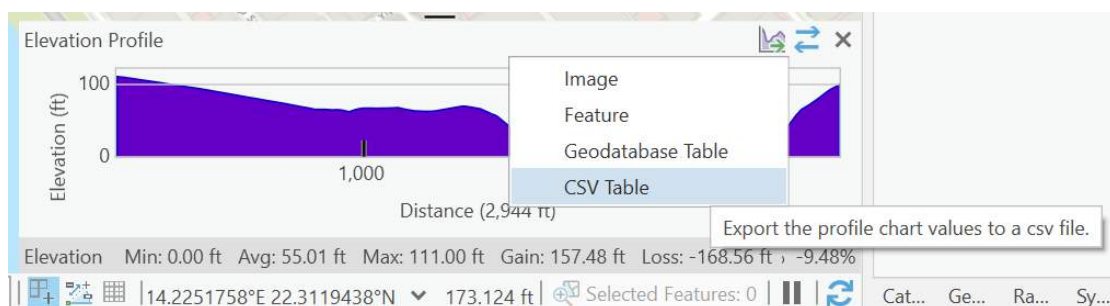 Elevation Profile
Image
Feature
Geodatabase Table
CSV Table
Export the profile chart values to a csv file.
Elevation (ft)
100
0
1,000
Distance (2,944 ft)
Elevation Min: 0.00 ft Avg: 55.01 ft Max: 111.00 ft Gain: 157.48 ft Loss: -168.56 ft -9.48%
14.2251758°E 22.3119438°N 173.124 ft Selected Features: 0
Cat... Ge... Ra... Sy...